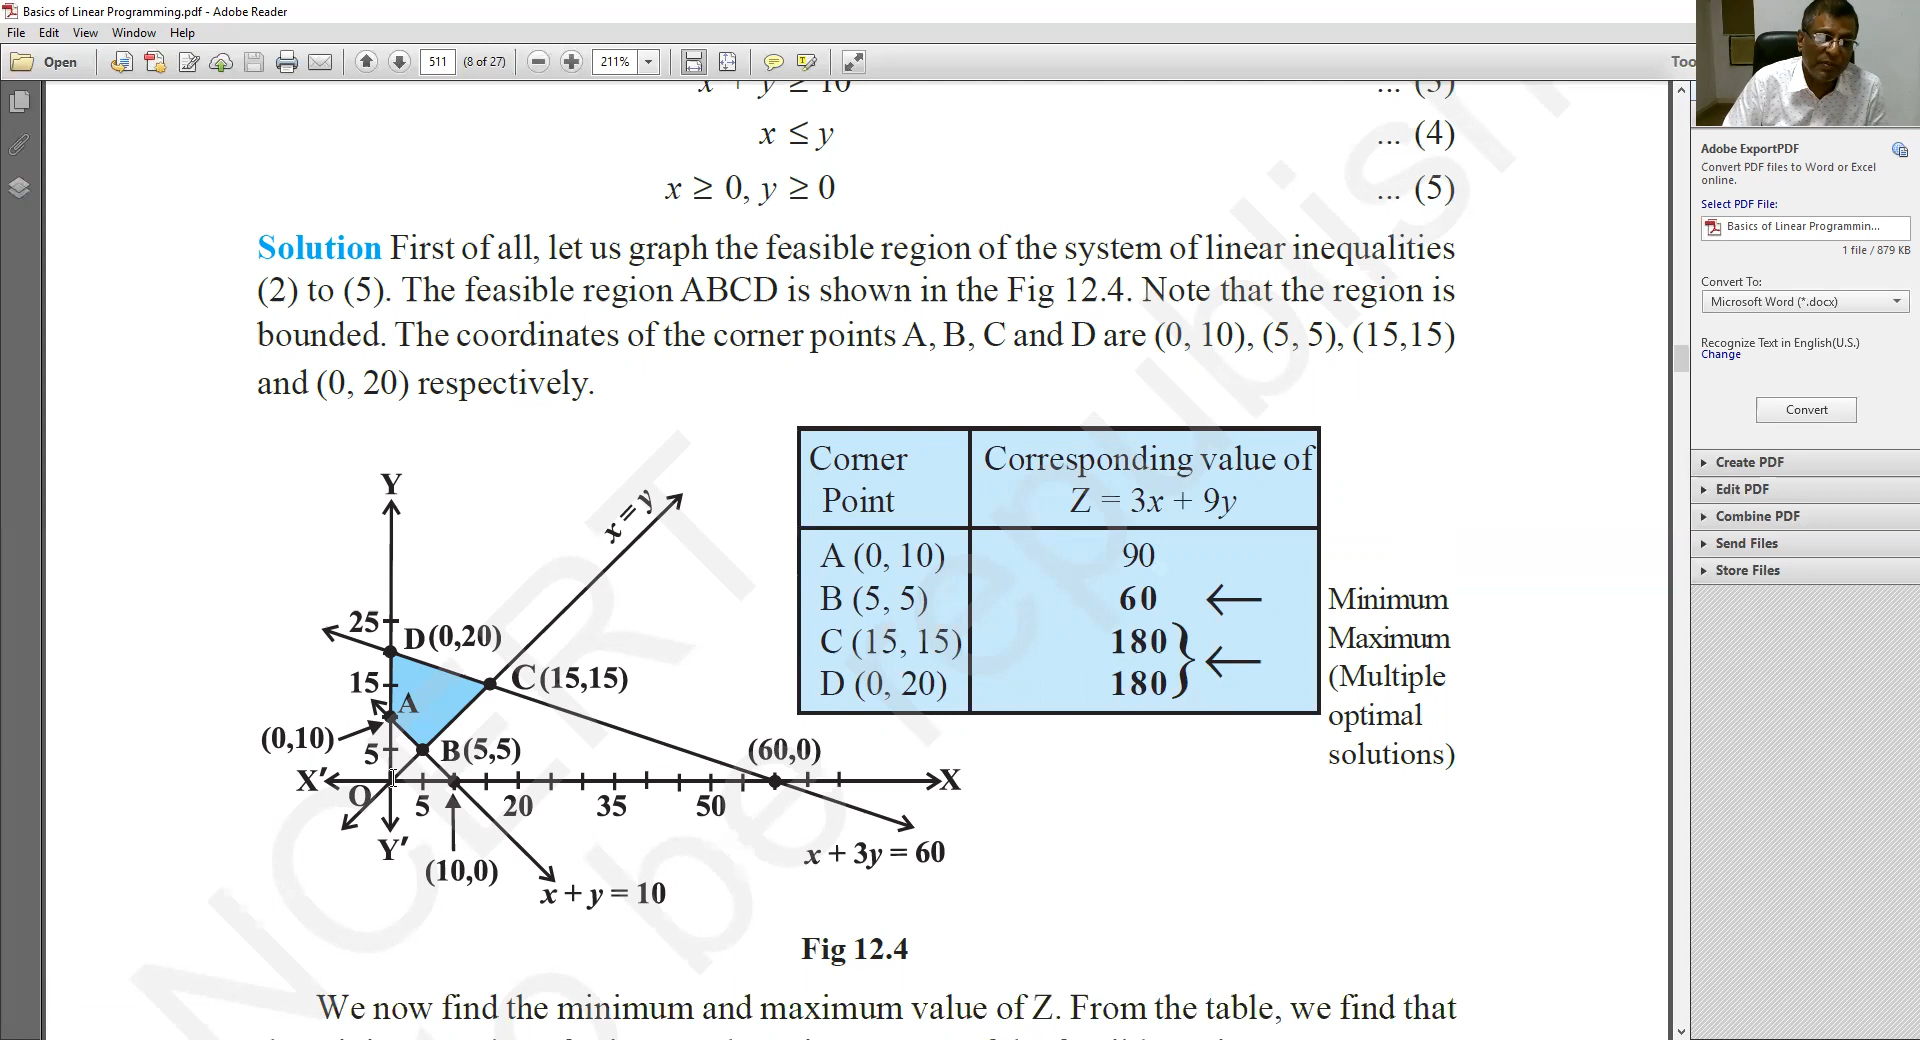 Basics of Linear Programming.pdf - Adobe Reader
File Edit View Window Help
Open 511 (8 of 27) 211% Too
x + y ≥ 10 ... (3)
x ≤ y ... (4)
x ≥ 0, y ≥ 0 ... (5)
Solution First of all, let us graph the feasible region of the system of linear inequalities
(2) to (5). The feasible region ABCD is shown in the Fig 12.4. Note that the region is
bounded. The coordinates of the corner points A, B, C and D are (0, 10), (5, 5), (15,15)
and (0, 20) respectively.
Corner Point
Corresponding value of Z = 3x + 9y
A (0, 10) 90
B (5, 5) 60 ← Minimum
C (15, 15) 180 } ← Maximum
D (0, 20) 180 (Multiple
optimal
solutions)
Y
x = y
25
D(0,20)
15
C(15,15)
A
(0,10)
5
B(5,5)
(60,0)
X′
X
O
5 20 35 50
Y′
(10,0)
x + 3y = 60
x + y = 10
Fig 12.4
We now find the minimum and maximum value of Z. From the table, we find that
NCERT
be republish
Adobe ExportPDF
Convert PDF files to Word or Excel
online.
Select PDF File:
Basics of Linear Programmin...
1 file / 879 KB
Convert To:
Microsoft Word (*.docx)
Recognize Text in English(U.S.)
Change
Convert
Create PDF
Edit PDF
Combine PDF
Send Files
Store Files